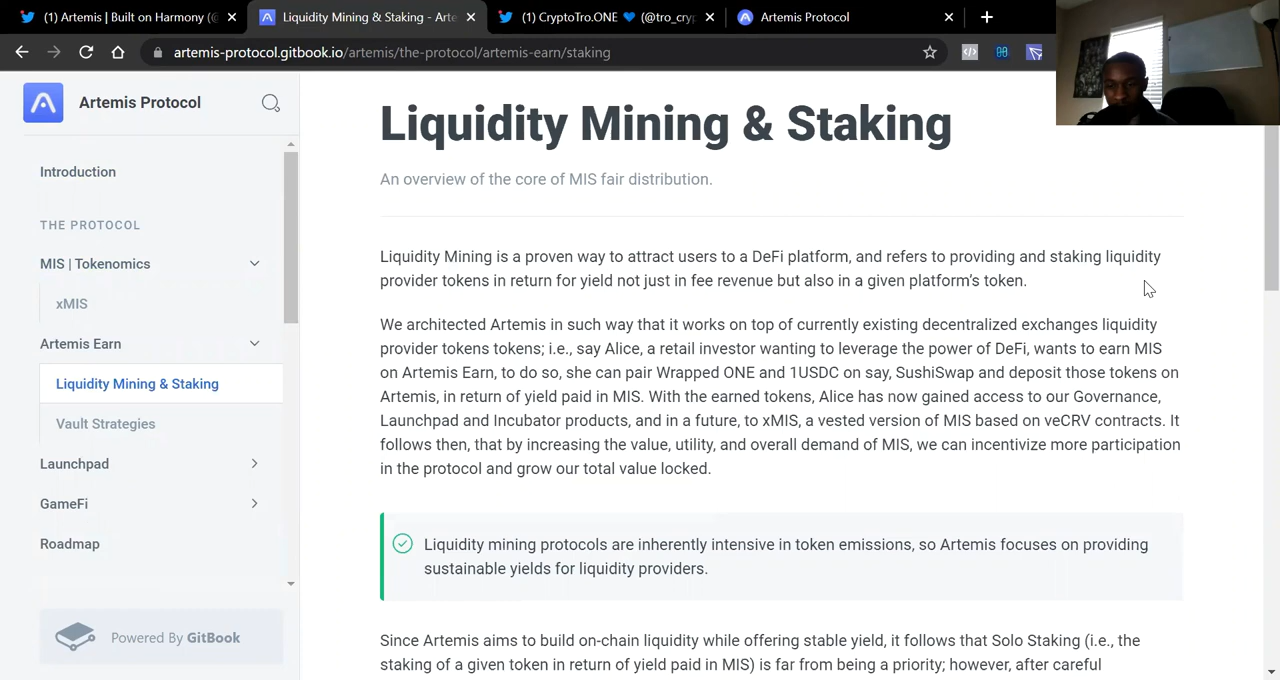 (1) Artemis | Built on Harmony (@
Liquidity Mining & Staking - Arte
(1) CryptoTro.ONE 💙 (@tro_cryp
Artemis Protocol
artemis-protocol.gitbook.io/artemis/the-protocol/artemis-earn/staking
Artemis Protocol
Introduction
THE PROTOCOL
MIS | Tokenomics
xMIS
Artemis Earn
Liquidity Mining & Staking
Vault Strategies
Launchpad
GameFi
Roadmap
Powered By GitBook
Liquidity Mining & Staking
An overview of the core of MIS fair distribution.
Liquidity Mining is a proven way to attract users to a DeFi platform, and refers to providing and staking liquidity
provider tokens in return for yield not just in fee revenue but also in a given platform's token.
We architected Artemis in such way that it works on top of currently existing decentralized exchanges liquidity
provider tokens tokens; i.e., say Alice, a retail investor wanting to leverage the power of DeFi, wants to earn MIS
on Artemis Earn, to do so, she can pair Wrapped ONE and 1USDC on say, SushiSwap and deposit those tokens on
Artemis, in return of yield paid in MIS. With the earned tokens, Alice has now gained access to our Governance,
Launchpad and Incubator products, and in a future, to xMIS, a vested version of MIS based on veCRV contracts. It
follows then, that by increasing the value, utility, and overall demand of MIS, we can incentivize more participation
in the protocol and grow our total value locked.
Liquidity mining protocols are inherently intensive in token emissions, so Artemis focuses on providing
sustainable yields for liquidity providers.
Since Artemis aims to build on-chain liquidity while offering stable yield, it follows that Solo Staking (i.e., the
staking of a given token in return of yield paid in MIS) is far from being a priority; however, after careful